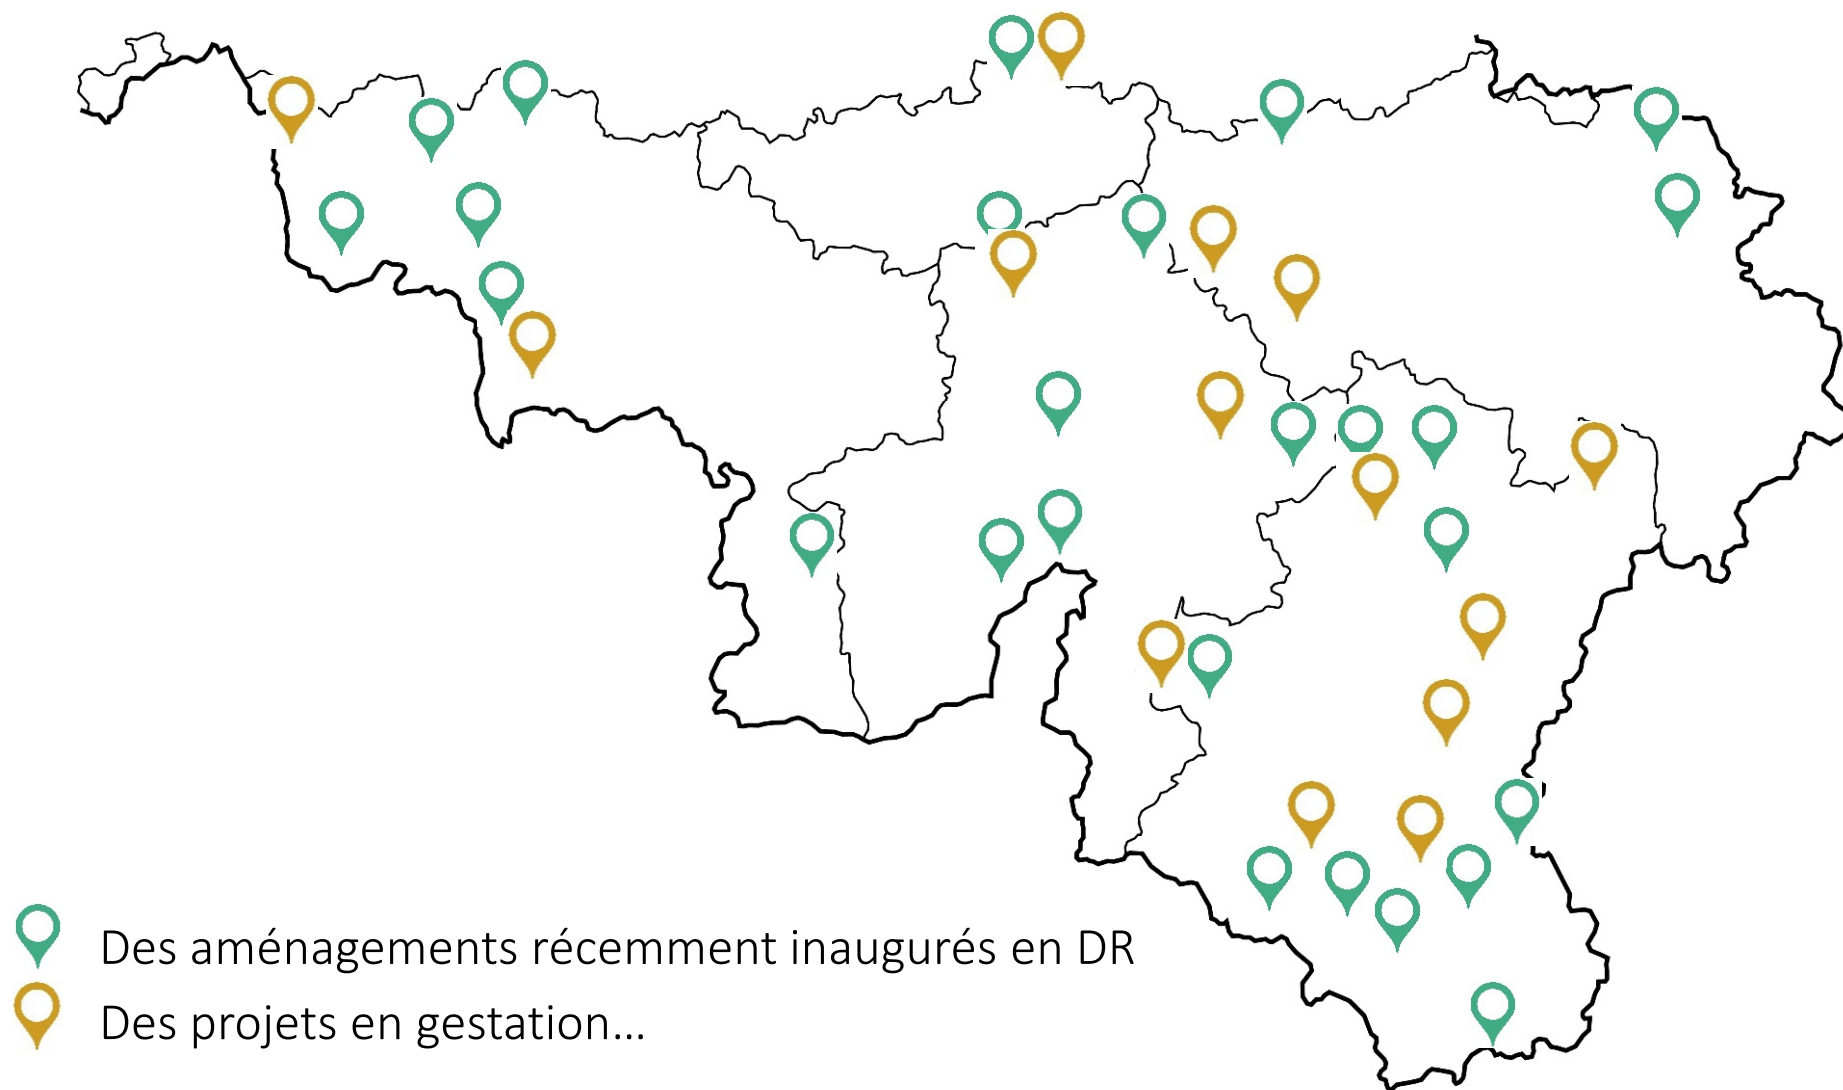 Des aménagements récemment inaugurés en DR
Des projets en gestation...